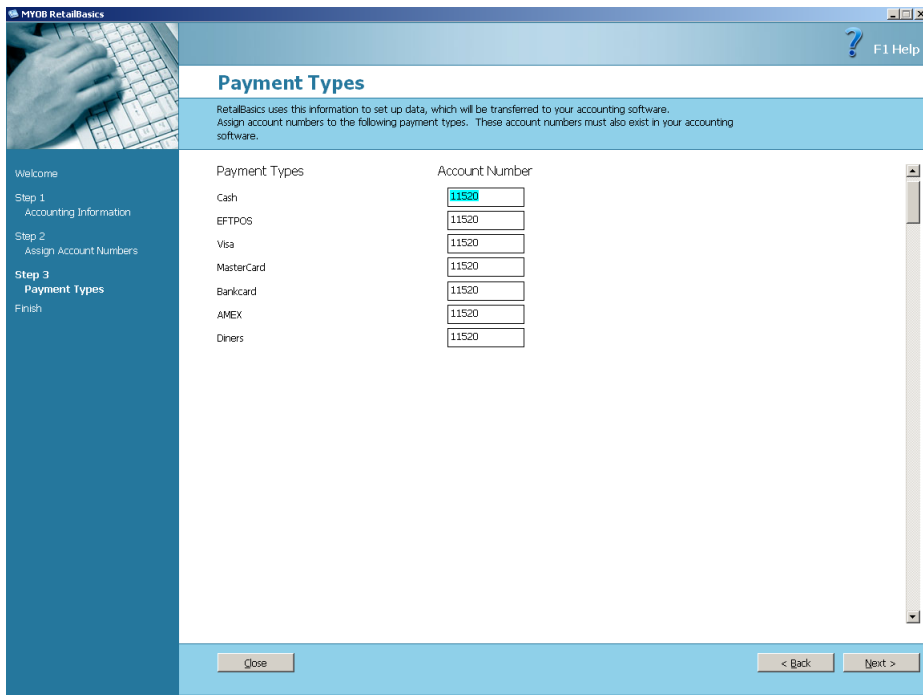 MYOB RetailBasics
F1 Help
Payment Types
RetailBasics uses this information to set up data, which will be transferred to your accounting software.
Assign account numbers to the following payment types. These account numbers must also exist in your accounting
software.
Welcome
Step 1
Accounting Information
Step 2
Assign Account Numbers
Step 3
Payment Types
Finish
Payment Types Account Number
Cash 11520
EFTPOS 11520
Visa 11520
MasterCard 11520
Bankcard 11520
AMEX 11520
Diners 11520
Close < Back Next >